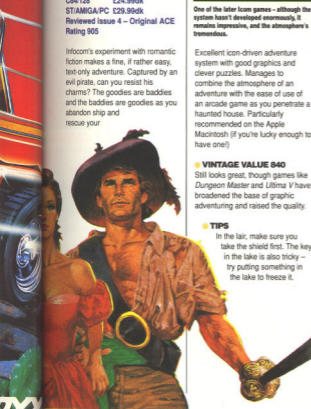 C64/128 £24.99dk
ST/AMIGA/PC £29.99dk
Reviewed issue 4 – Original ACE
Rating 905
Infocom's experiment with romantic
fiction makes a fine, if rather easy,
text-only adventure. Captured by an
evil pirate, can you resist his
charms? The goodies are baddies
and the baddies are goodies as you
abandon ship and
rescue your
One of the later Icom games – although the
system hasn't developed enormously, it
remains impressive, and the atmosphere's
tremendous.
Excellent icon-driven adventure
system with good graphics and
clever puzzles. Manages to
combine the atmosphere of an
adventure with the ease of use of
an arcade game as you penetrate a
haunted house. Particularly
recommended on the Apple
Macintosh (if you're lucky enough to
have one!)
VINTAGE VALUE 840
Still looks great, though games like
Dungeon Master and Ultima V have
broadened the base of graphic
adventuring and raised the quality.
TIPS
In the lair, make sure you
take the shield first. The key
in the lake is also tricky –
try putting something in
the lake to freeze it.